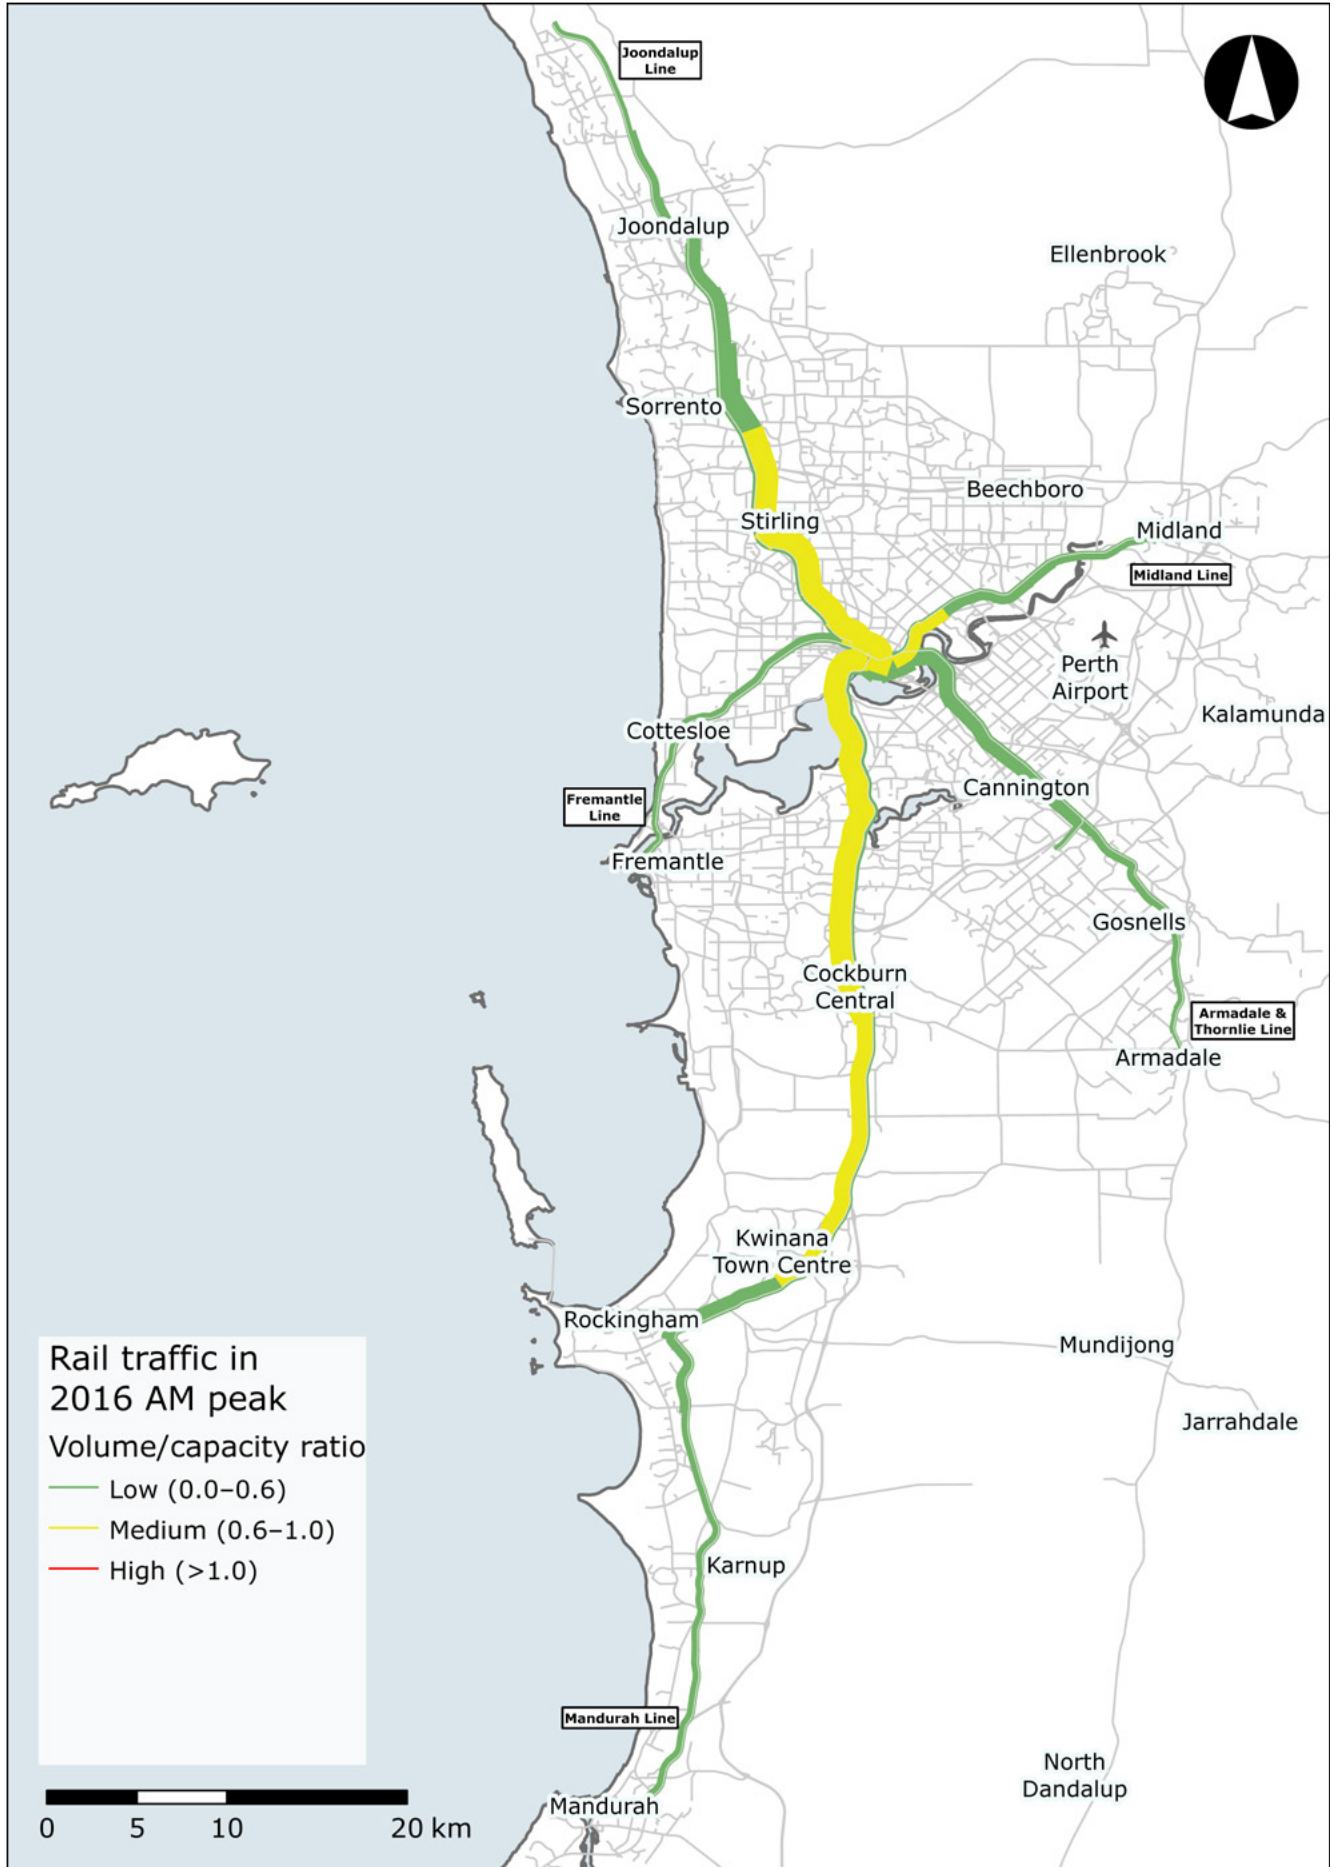 Joondalup
Line
Joondalup
Ellenbrook
Sorrento
Beechboro
Stirling
Midland
Midland Line
Perth
Airport
Kalamunda
Cottesloe
Cannington
Fremantle
Line
Fremantle
Gosnells
Cockburn
Central
Armadale &
Thornlie Line
Armadale
Kwinana
Town Centre
Rockingham
Mundijong
Rail traffic in
2016 AM peak
Volume/capacity ratio
Low (0.0–0.6)
Medium (0.6–1.0)
High (>1.0)
Jarrahdale
Karnup
Mandurah Line
North
Dandalup
Mandurah
0 5 10 20 km